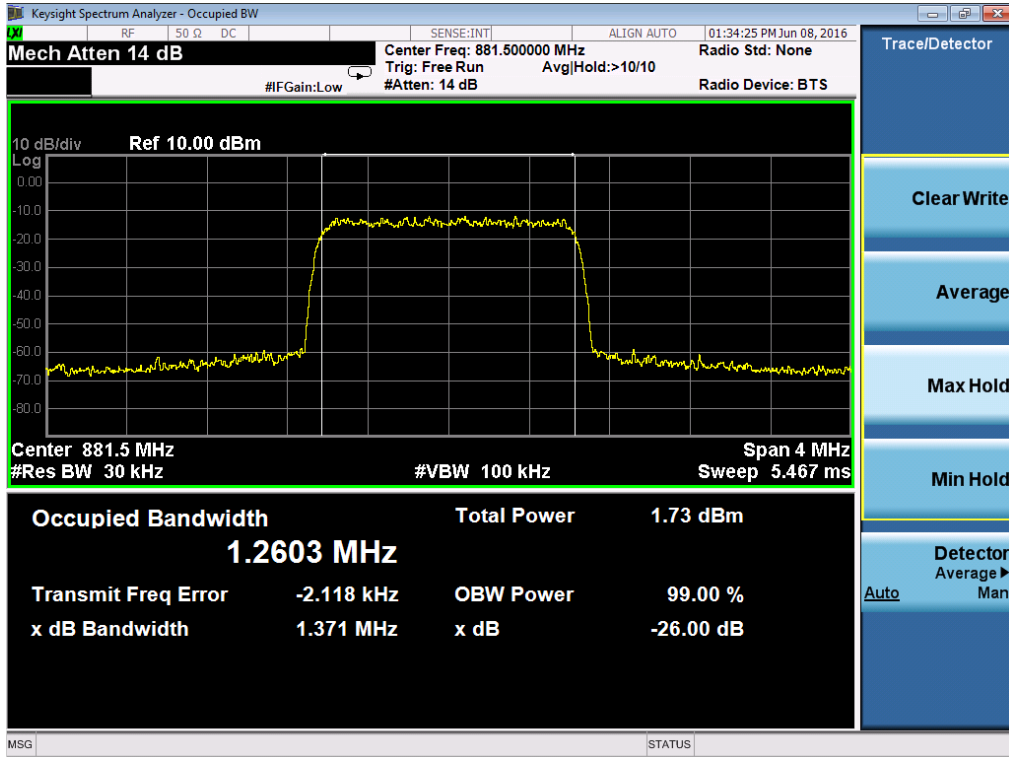 Keysight Spectrum Analyzer - Occupied BW
LXI RF 50 Ω DC SENSE:INT ALIGN AUTO 01:34:25 PM Jun 08, 2016
Mech Atten 14 dB
Center Freq: 881.500000 MHz Radio Std: None
Trig: Free Run Avg|Hold:>10/10
#IFGain:Low #Atten: 14 dB Radio Device: BTS
Trace/Detector
10 dB/div Ref 10.00 dBm
Log
0.00
-10.0
-20.0
-30.0
-40.0
-50.0
-60.0
-70.0
-80.0
Center 881.5 MHz Span 4 MHz
#Res BW 30 kHz #VBW 100 kHz Sweep 5.467 ms
Occupied Bandwidth Total Power 1.73 dBm
1.2603 MHz
Transmit Freq Error -2.118 kHz OBW Power 99.00 %
x dB Bandwidth 1.371 MHz x dB -26.00 dB
Clear Write
Average
Max Hold
Min Hold
Detector
Average
Auto Man
MSG STATUS